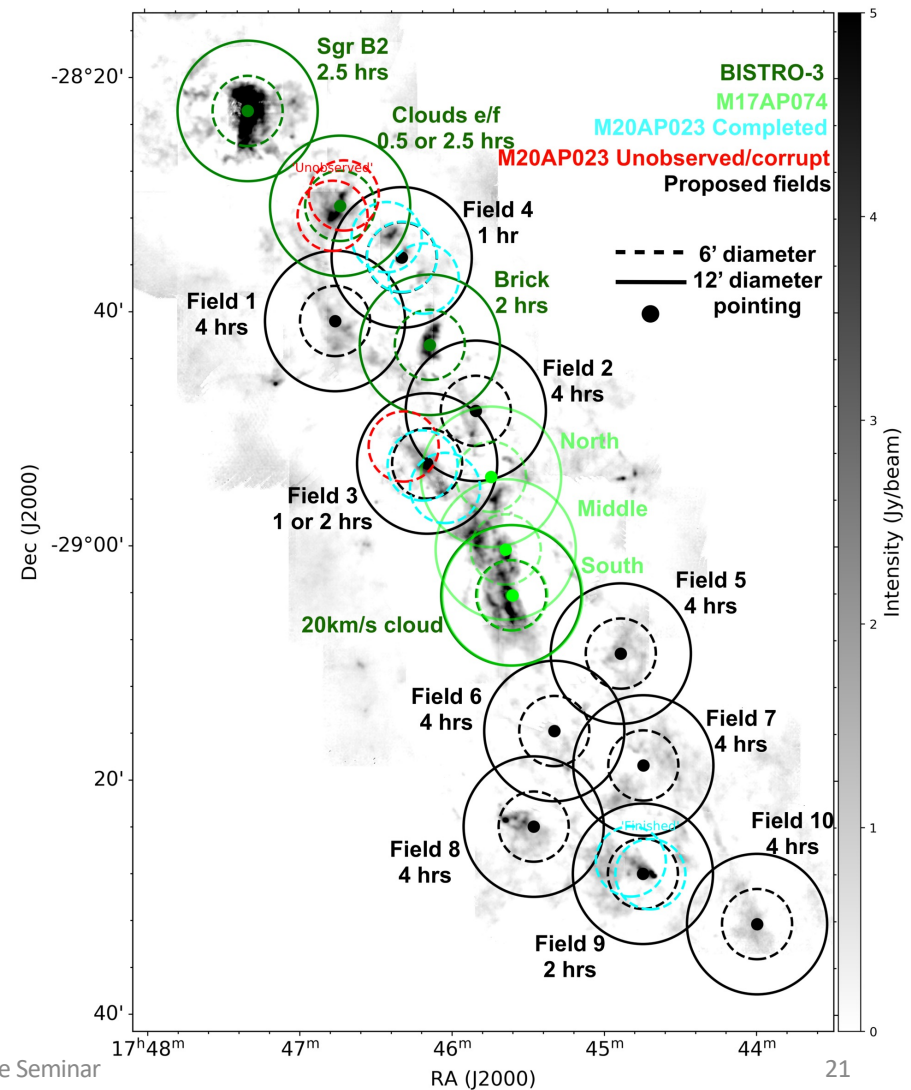 Sgr B2
2.5 hrs
Clouds e/f
0.5 or 2.5 hrs
'Unobserved'
BISTRO-3
M17AP074
M20AP023 Completed
M20AP023 Unobserved/corrupt
Proposed fields
6’ diameter
12’ diameter
pointing
Field 4
1 hr
Field 1
4 hrs
Brick
2 hrs
Field 2
4 hrs
North
Field 3
1 or 2 hrs
Middle
South
20km/s cloud
Field 5
4 hrs
Field 6
4 hrs
Field 7
4 hrs
Field 8
4 hrs
'Finished'
Field 9
2 hrs
Field 10
4 hrs
-28°20'
40'
-29°00'
20'
40'
Dec (J2000)
17ʰ48ᵐ 47ᵐ 46ᵐ 45ᵐ 44ᵐ
RA (J2000)
5
4
3
2
1
0
Intensity (Jy/beam)
e Seminar
21